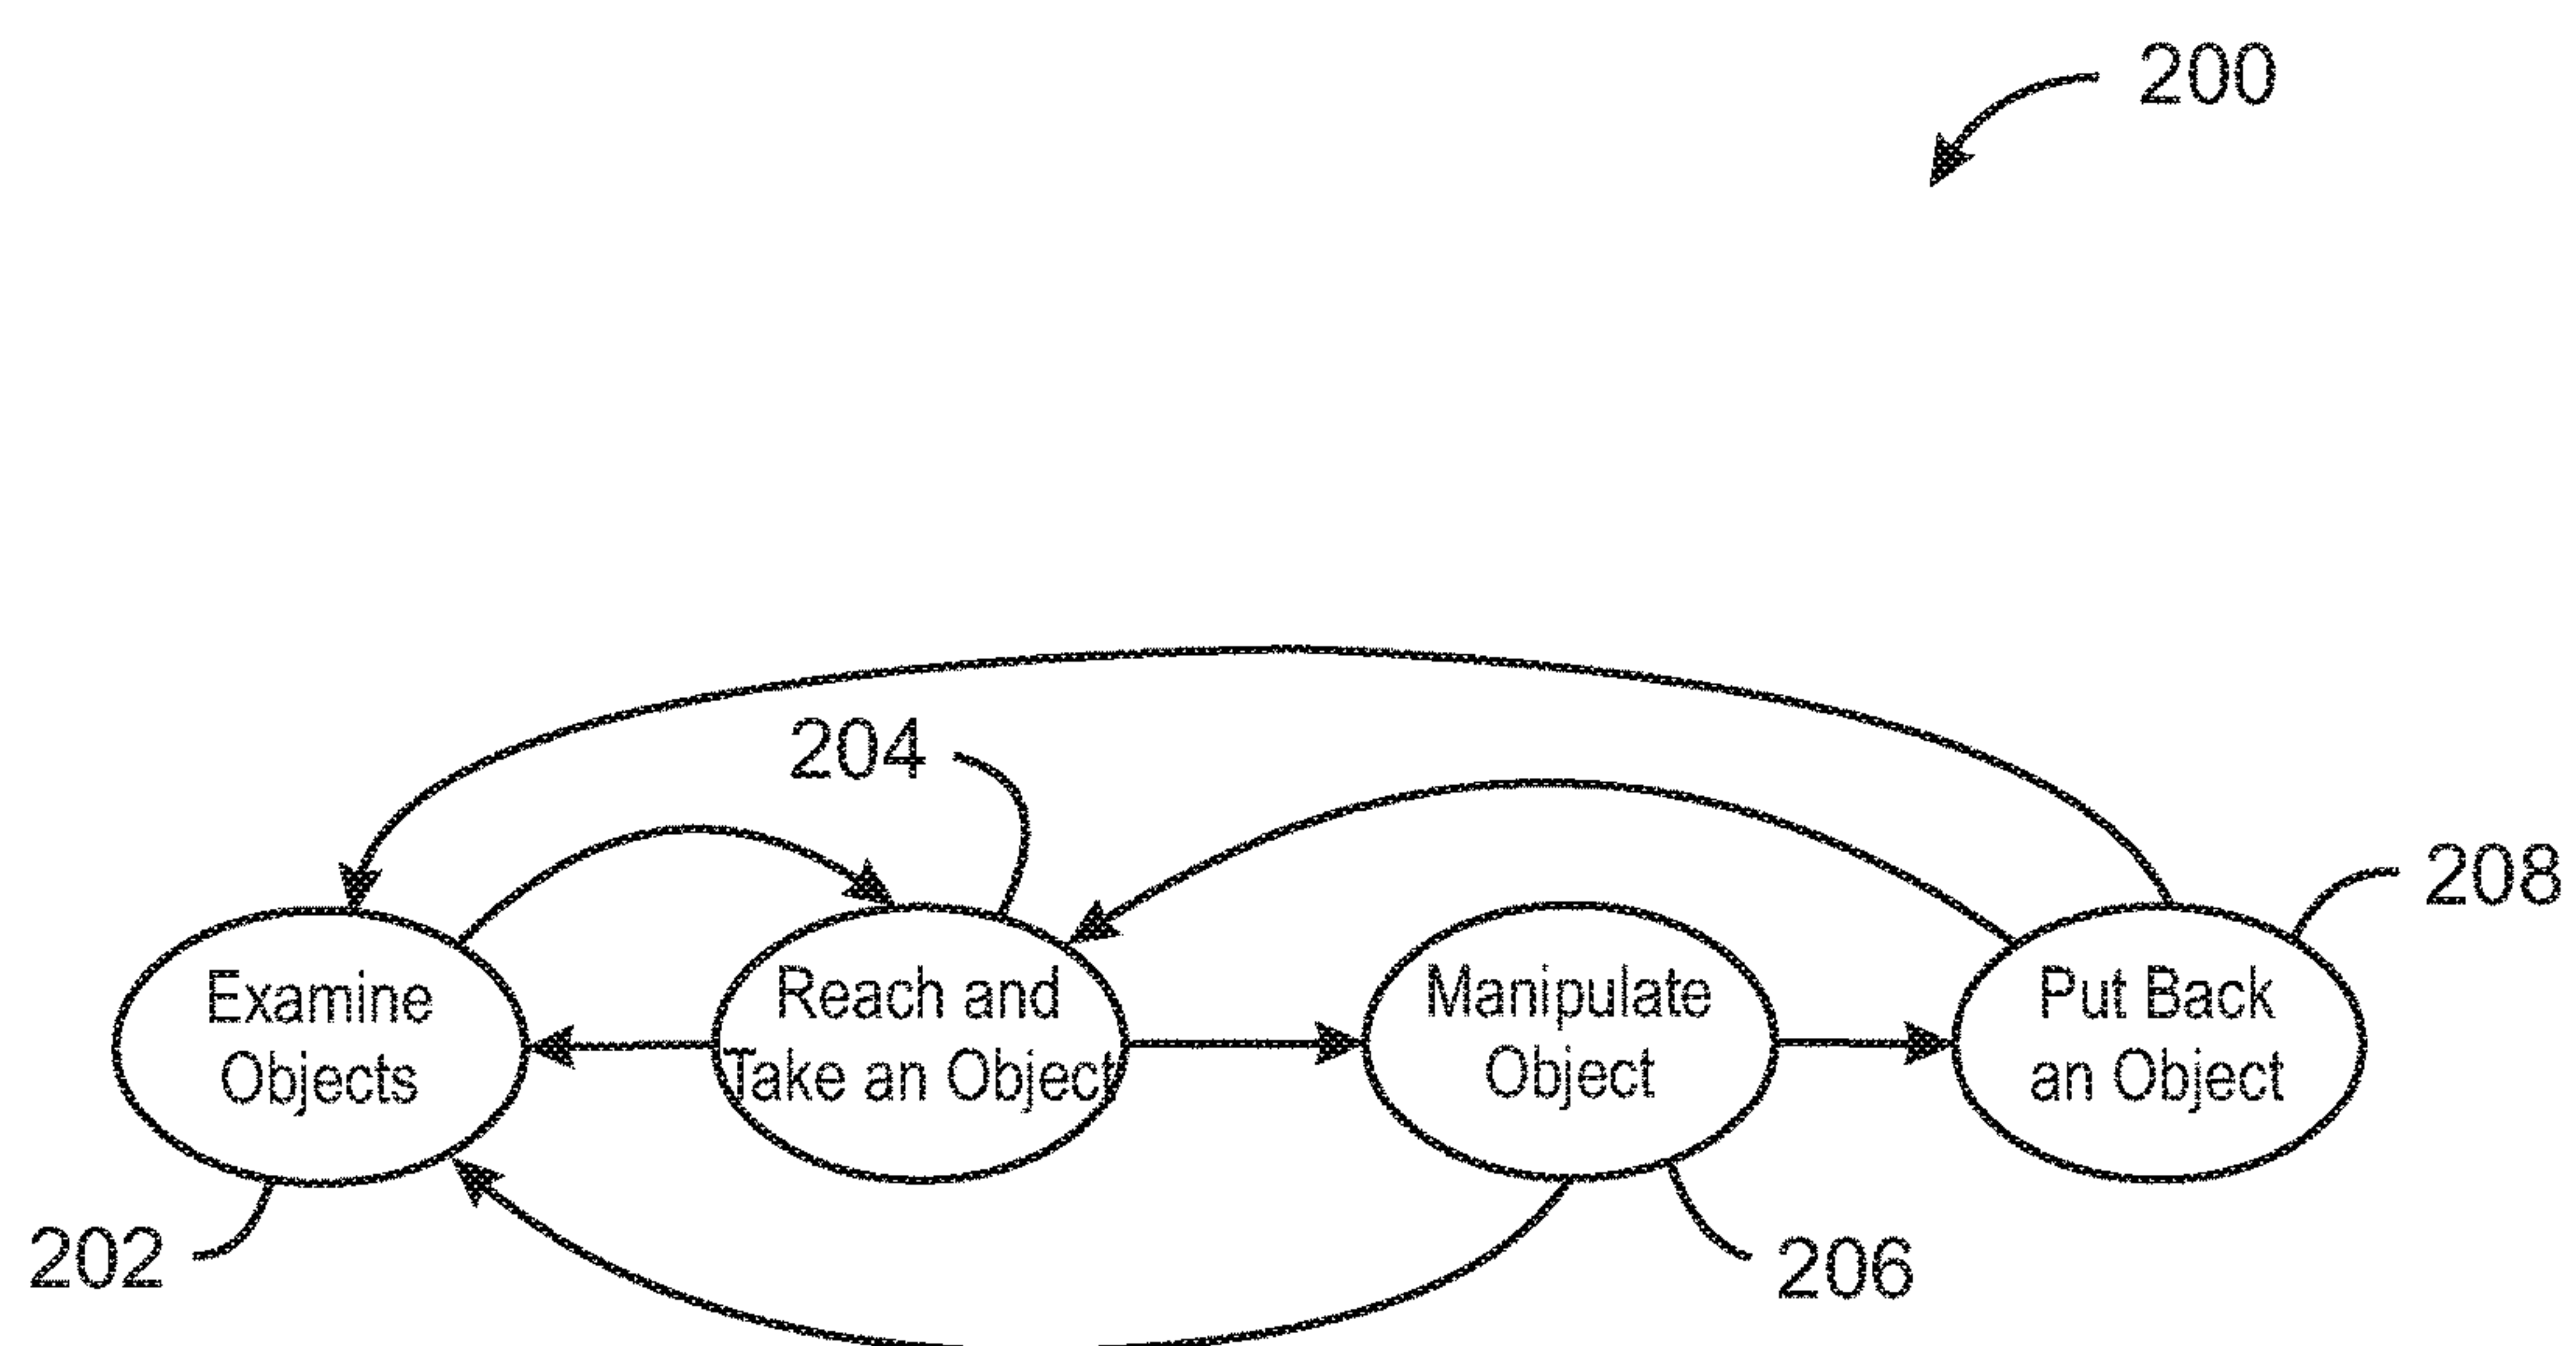 200
204
208
Examine
Objects
Reach and
Take an Object
Manipulate
Object
Put Back
an Object
202
206